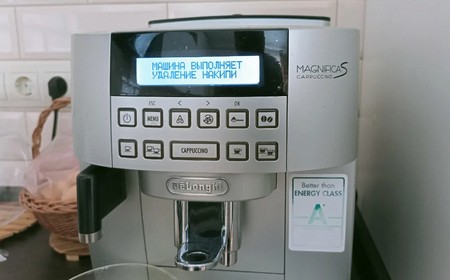 МАШИНА ВЫПОЛНЯЕТ
УДАЛЕНИЕ НАКИПИ
MAGNIFICA S
CAPPUCCINO
ESC
< > OK
MENU
CAPPUCCINO
DeLonghi
Better than
ENERGY CLASS
A